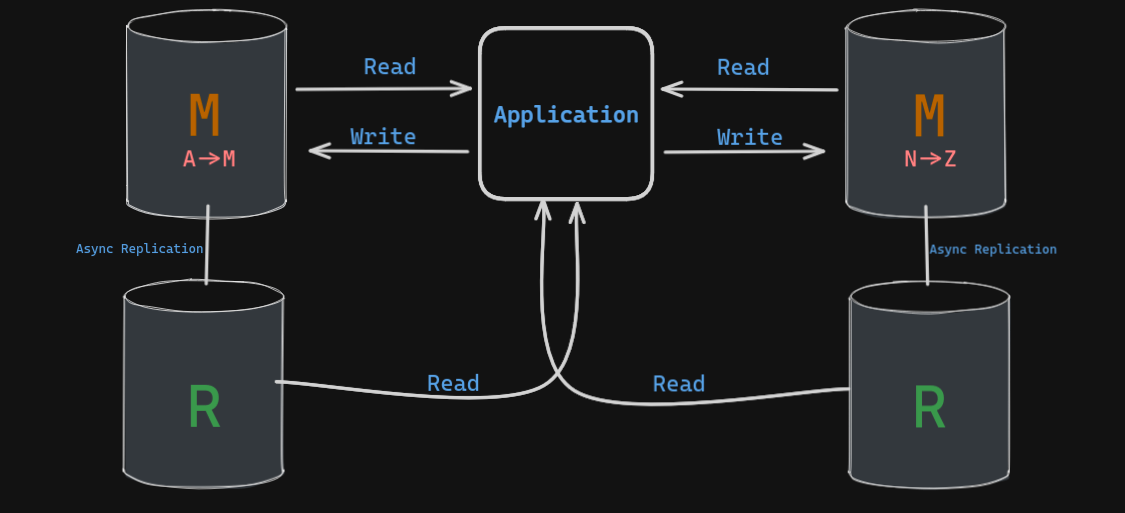 Read
Read
M
Application
M
Write
Write
A→M
N→Z
Async Replication
Async Replication
Read
Read
R
R